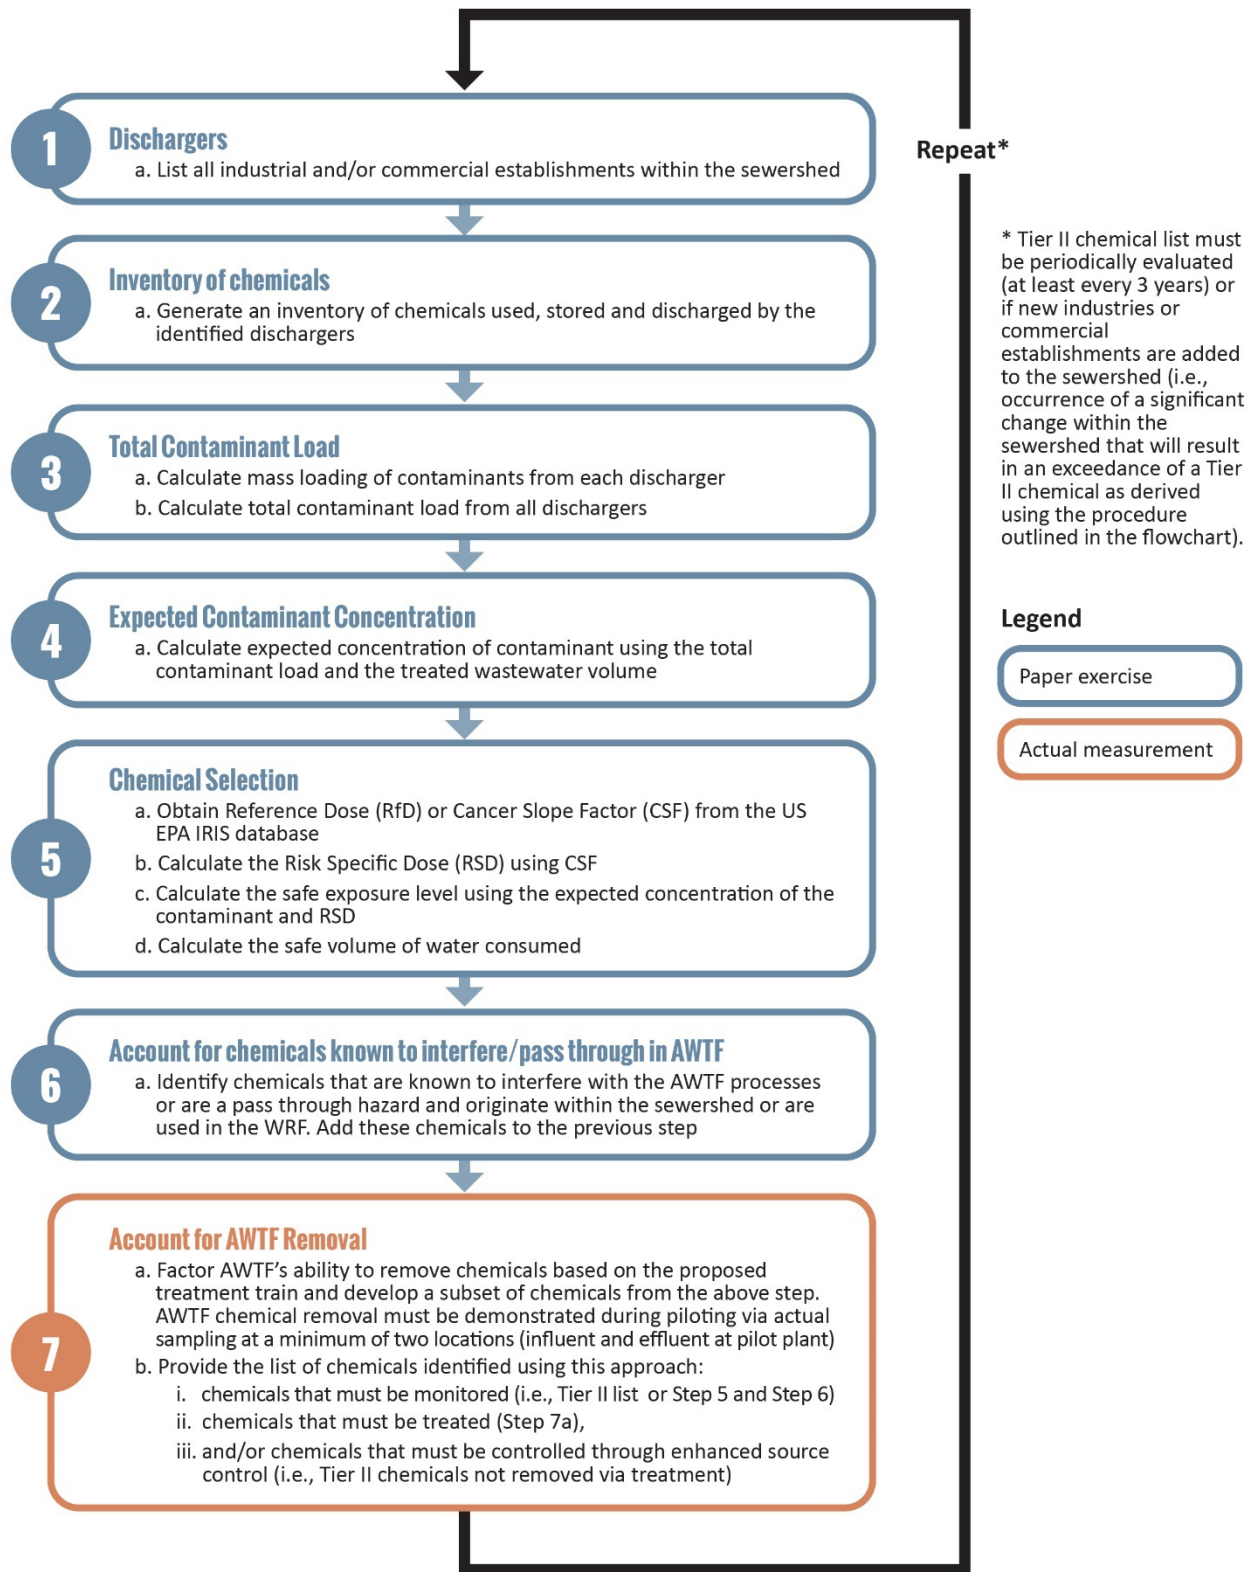 1
Dischargers
a. List all industrial and/or commercial establishments within the sewershed
Repeat*
2
Inventory of chemicals
a. Generate an inventory of chemicals used, stored and discharged by the
identified dischargers
3
Total Contaminant Load
a. Calculate mass loading of contaminants from each discharger
b. Calculate total contaminant load from all dischargers
4
Expected Contaminant Concentration
a. Calculate expected concentration of contaminant using the total
contaminant load and the treated wastewater volume
5
Chemical Selection
a. Obtain Reference Dose (RfD) or Cancer Slope Factor (CSF) from the US
EPA IRIS database
b. Calculate the Risk Specific Dose (RSD) using CSF
c. Calculate the safe exposure level using the expected concentration of the
contaminant and RSD
d. Calculate the safe volume of water consumed
6
Account for chemicals known to interfere/pass through in AWTF
a. Identify chemicals that are known to interfere with the AWTF processes
or are a pass through hazard and originate within the sewershed or are
used in the WRF. Add these chemicals to the previous step
7
Account for AWTF Removal
a. Factor AWTF's ability to remove chemicals based on the proposed
treatment train and develop a subset of chemicals from the above step.
AWTF chemical removal must be demonstrated during piloting via actual
sampling at a minimum of two locations (influent and effluent at pilot plant)
b. Provide the list of chemicals identified using this approach:
i. chemicals that must be monitored (i.e., Tier II list or Step 5 and Step 6)
ii. chemicals that must be treated (Step 7a),
iii. and/or chemicals that must be controlled through enhanced source
control (i.e., Tier II chemicals not removed via treatment)
* Tier II chemical list must
be periodically evaluated
(at least every 3 years) or
if new industries or
commercial
establishments are added
to the sewershed (i.e.,
occurrence of a significant
change within the
sewershed that will result
in an exceedance of a Tier
II chemical as derived
using the procedure
outlined in the flowchart).
Legend
Paper exercise
Actual measurement